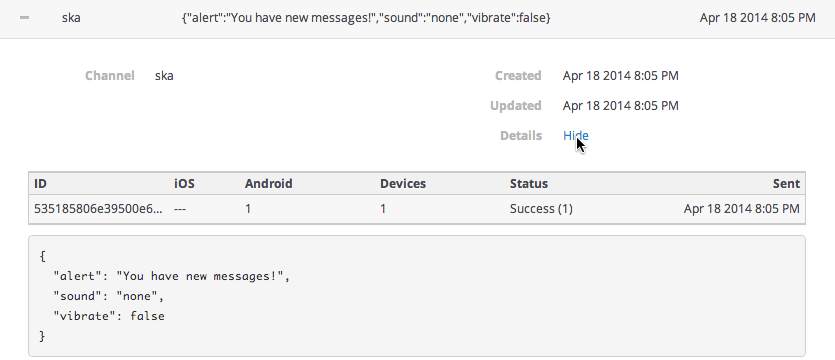 ska {"alert":"You have new messages!","sound":"none","vibrate":false} Apr 18 2014 8:05 PM
Channel ska Created Apr 18 2014 8:05 PM
Updated Apr 18 2014 8:05 PM
Details Hide
ID iOS Android Devices Status Sent
535185806e39500e6... --- 1 1 Success (1) Apr 18 2014 8:05 PM
{
"alert": "You have new messages!",
"sound": "none",
"vibrate": false
}